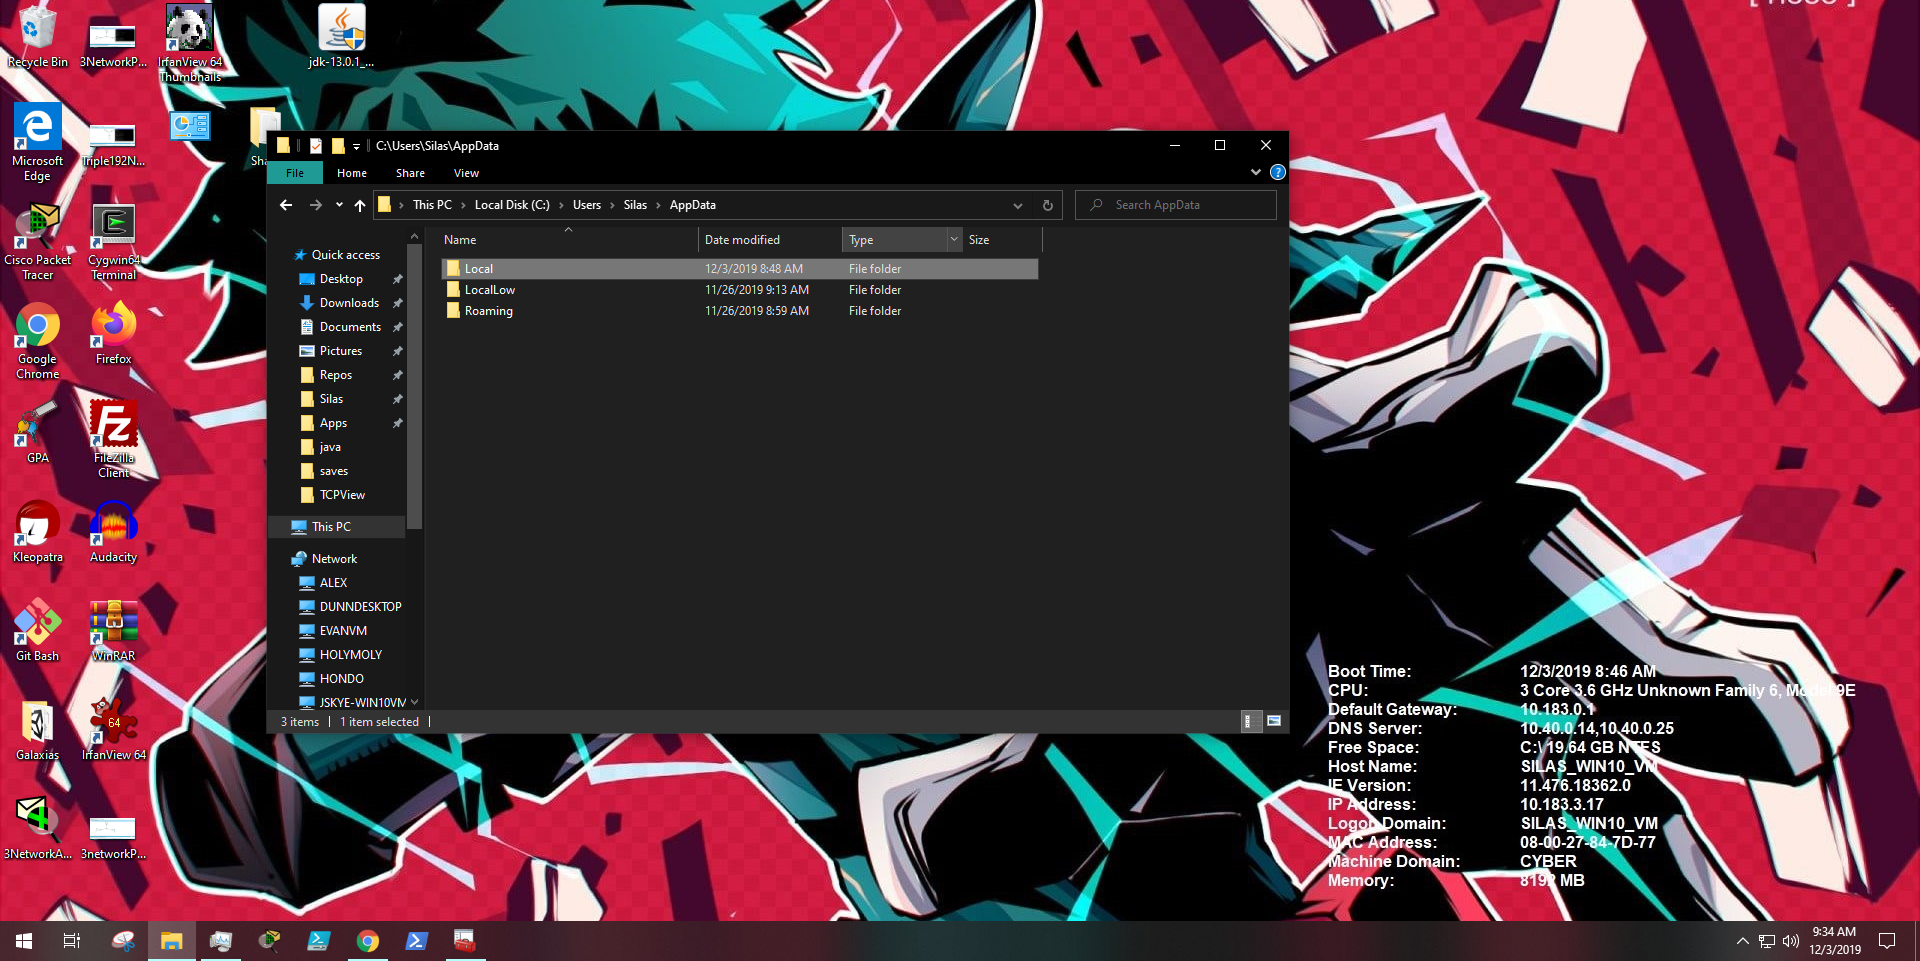 Recycle Bin
3NetworkP...
IrfanView 64
Thumbnails
jdk-13.0.1_...
Microsoft
Edge
Triple192N...
Cisco Packet
Tracer
Cygwin64
Terminal
Google
Chrome
Firefox
GPA
FileZilla
Client
Kleopatra
Audacity
Git Bash
WinRAR
Galaxias
64
IrfanView 64
3NetworkA...
3networkP...
C:\Users\Silas\AppData
File
Home
Share
View
This PC
Local Disk (C:)
Users
Silas
AppData
Search AppData
Name
Date modified
Type
Size
Local
12/3/2019 8:48 AM
File folder
LocalLow
11/26/2019 9:13 AM
File folder
Roaming
11/26/2019 8:59 AM
File folder
Quick access
Desktop
Downloads
Documents
Pictures
Repos
Silas
Apps
java
saves
TCPView
This PC
Network
ALEX
DUNNDESKTOP
EVANVM
HOLYMOLY
HONDO
JSKYE-WIN10VM
3 items
1 item selected
Boot Time: 12/3/2019 8:46 AM
CPU: 3 Core 3.6 GHz Unknown Family 6, Model 9E
Default Gateway: 10.183.0.1
DNS Server: 10.40.0.14,10.40.0.25
Free Space: C:\ 19.64 GB NTFS
Host Name: SILAS_WIN10_VM
IE Version: 11.476.18362.0
IP Address: 10.183.3.17
Logon Domain: SILAS_WIN10_VM
MAC Address: 08-00-27-84-7D-77
Machine Domain: CYBER
Memory: 8192 MB
9:34 AM
12/3/2019